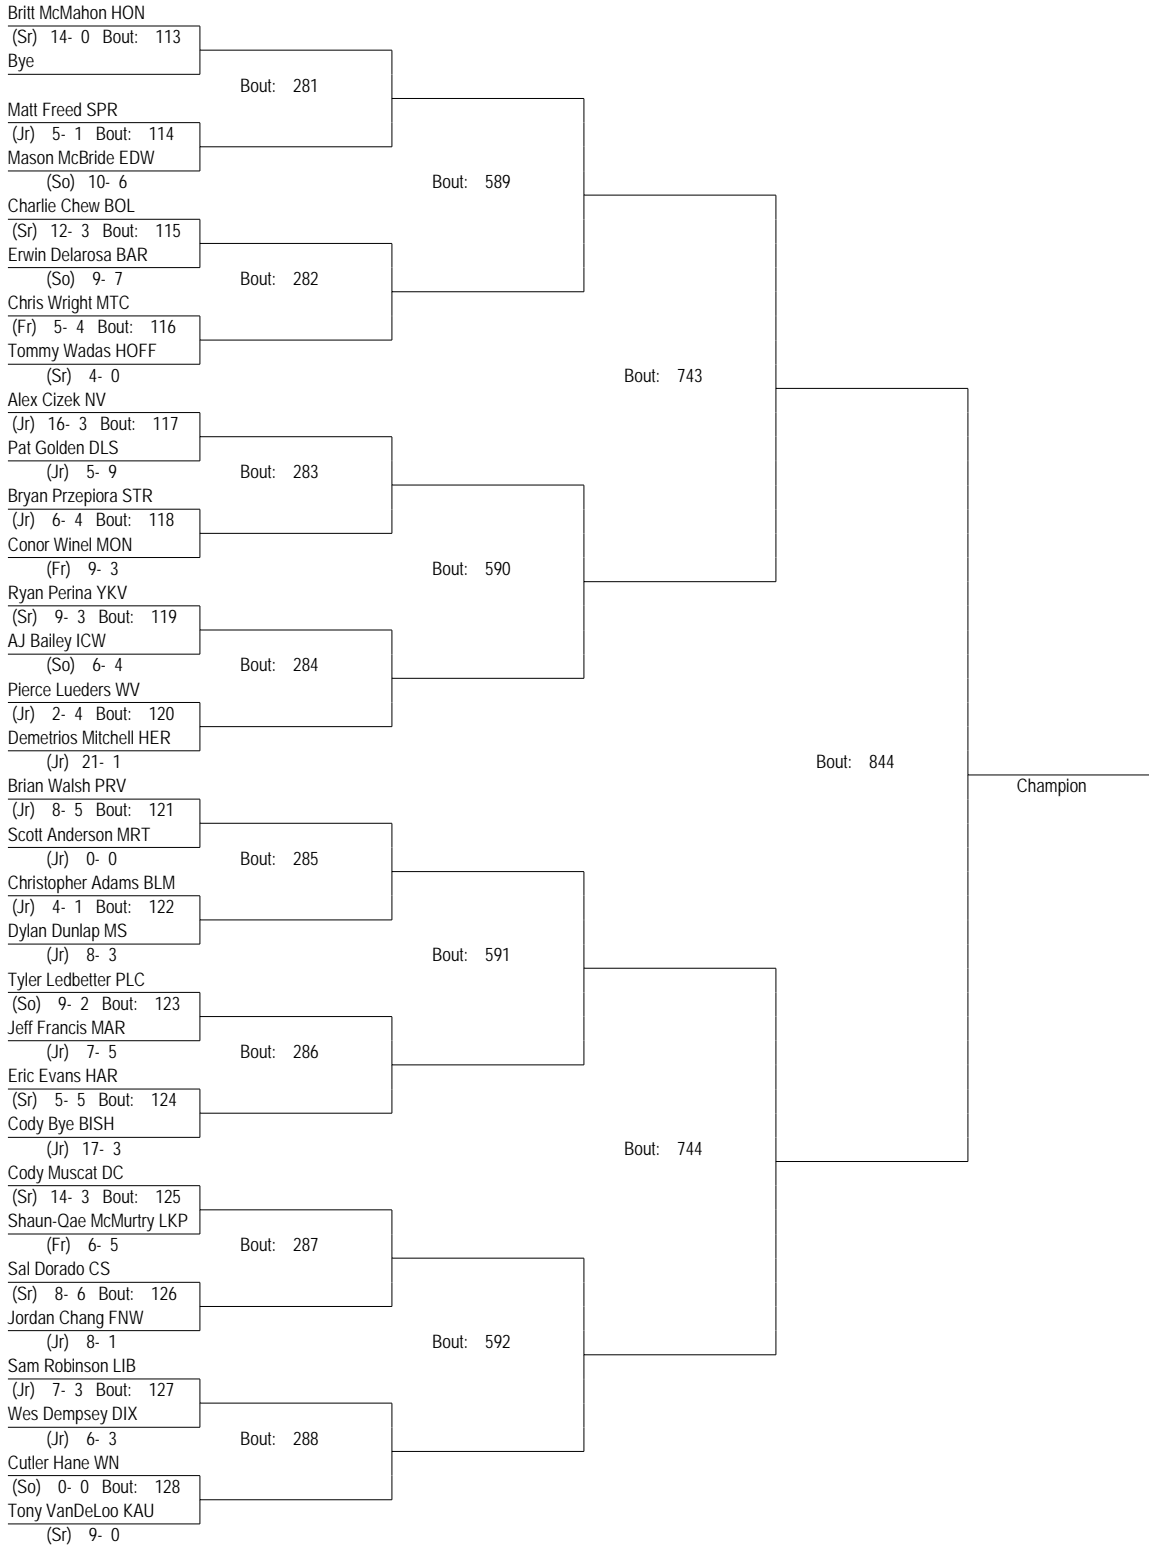 Britt McMahon HON
(Sr) 14- 0 Bout: 113
Bye
Bout: 281
Matt Freed SPR
(Jr) 5- 1 Bout: 114
Mason McBride EDW
(So) 10- 6
Bout: 589
Charlie Chew BOL
(Sr) 12- 3 Bout: 115
Erwin Delarosa BAR
(So) 9- 7
Bout: 282
Chris Wright MTC
(Fr) 5- 4 Bout: 116
Tommy Wadas HOFF
(Sr) 4- 0
Bout: 743
Alex Cizek NV
(Jr) 16- 3 Bout: 117
Pat Golden DLS
(Jr) 5- 9
Bout: 283
Bryan Przepiora STR
(Jr) 6- 4 Bout: 118
Conor Winel MON
(Fr) 9- 3
Bout: 590
Ryan Perina YKV
(Sr) 9- 3 Bout: 119
AJ Bailey ICW
(So) 6- 4
Bout: 284
Pierce Lueders WV
(Jr) 2- 4 Bout: 120
Demetrios Mitchell HER
(Jr) 21- 1
Bout: 844
Champion
Brian Walsh PRV
(Jr) 8- 5 Bout: 121
Scott Anderson MRT
(Jr) 0- 0
Bout: 285
Christopher Adams BLM
(Jr) 4- 1 Bout: 122
Dylan Dunlap MS
(Jr) 8- 3
Bout: 591
Tyler Ledbetter PLC
(So) 9- 2 Bout: 123
Jeff Francis MAR
(Jr) 7- 5
Bout: 286
Eric Evans HAR
(Sr) 5- 5 Bout: 124
Cody Bye BISH
(Jr) 17- 3
Bout: 744
Cody Muscat DC
(Sr) 14- 3 Bout: 125
Shaun-Qae McMurtry LKP
(Fr) 6- 5
Bout: 287
Sal Dorado CS
(Sr) 8- 6 Bout: 126
Jordan Chang FNW
(Jr) 8- 1
Bout: 592
Sam Robinson LIB
(Jr) 7- 3 Bout: 127
Wes Dempsey DIX
(Jr) 6- 3
Bout: 288
Cutler Hane WN
(So) 0- 0 Bout: 128
Tony VanDeLoo KAU
(Sr) 9- 0